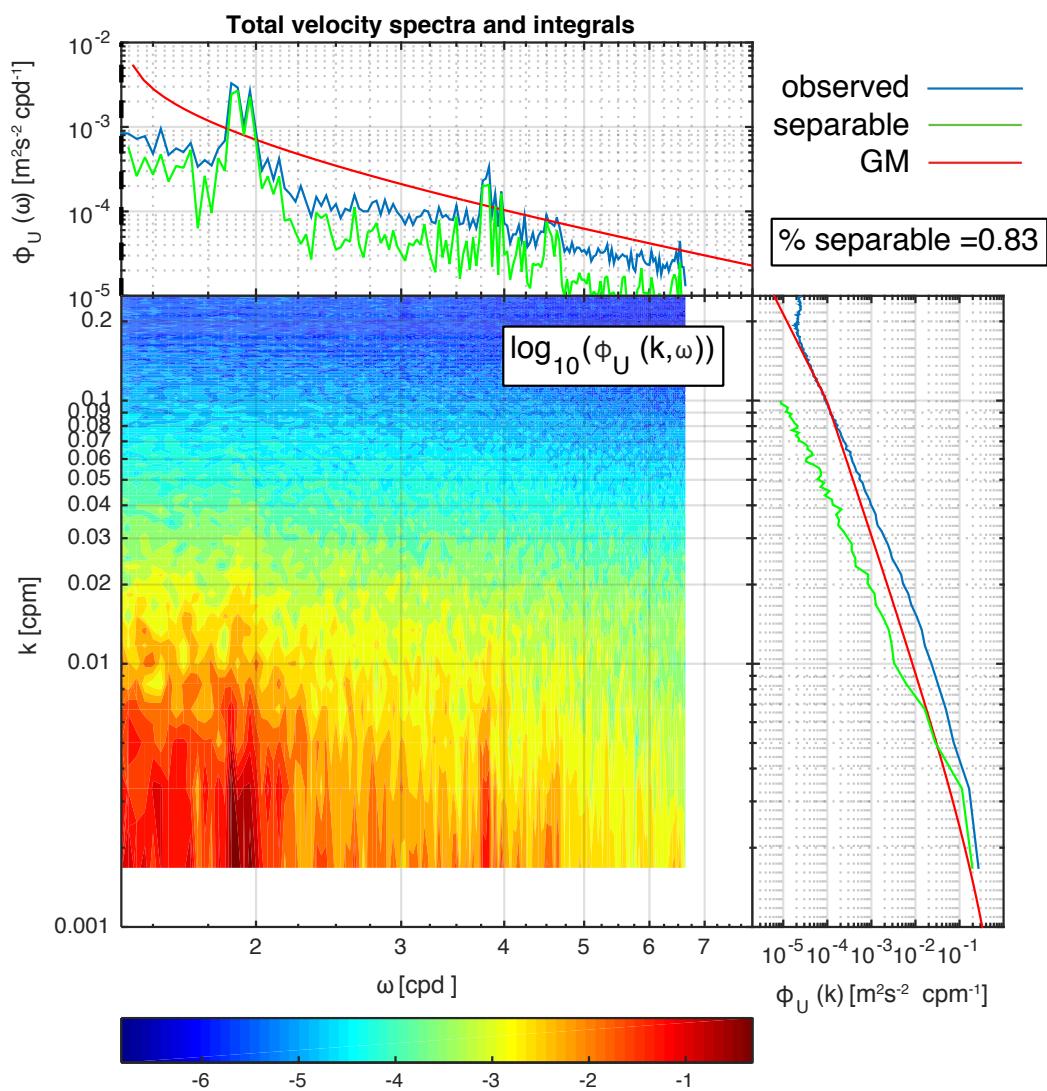 Total velocity spectra and integrals
10⁻²
10⁻³
10⁻⁴
10⁻⁵
ϕ_U (ω) [m²s⁻² cpd⁻¹]
observed
separable
GM
% separable =0.83
log₁₀(ϕ_U (k,ω))
0.2
0.1
0.09
0.08
0.07
0.06
0.05
0.04
0.03
0.02
0.01
0.001
k [cpm]
2 3 4 5 6 7
ω [cpd ]
10⁻⁵ 10⁻⁴ 10⁻³ 10⁻² 10⁻¹
ϕ_U (k) [m²s⁻² cpm⁻¹]
-6 -5 -4 -3 -2 -1